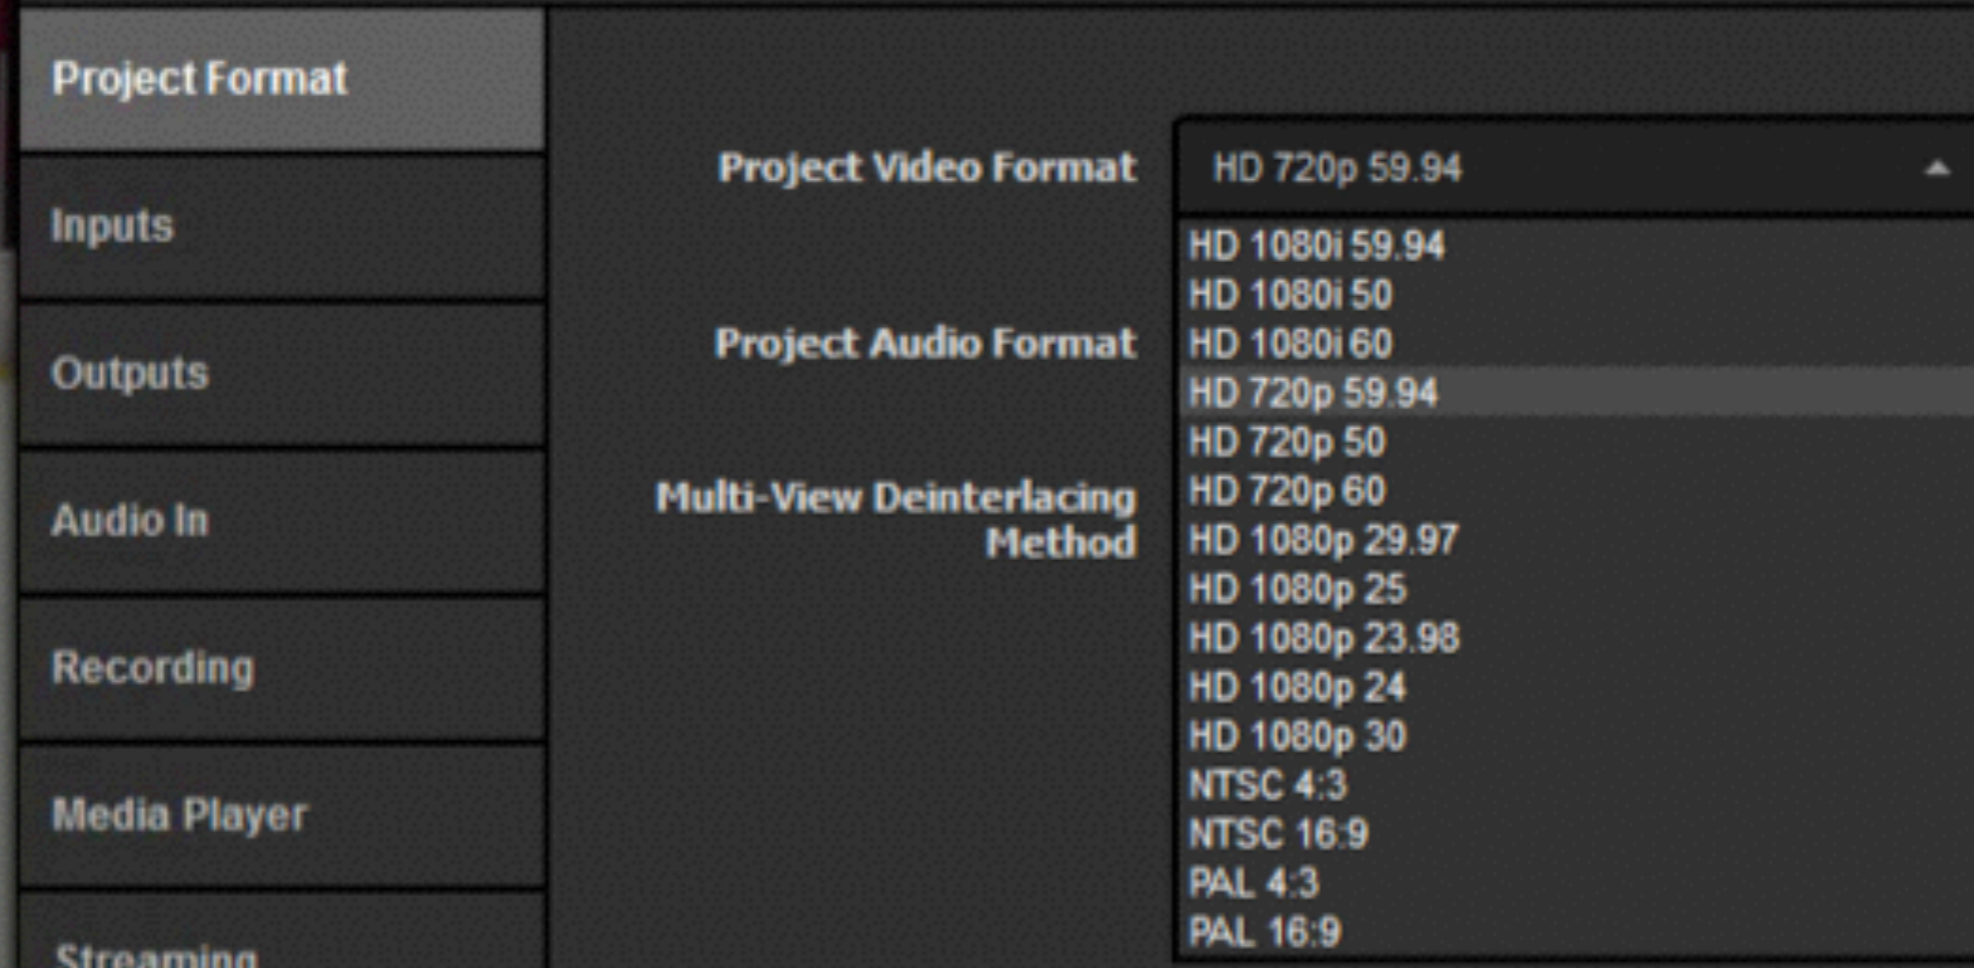 Project Format
Inputs
Outputs
Audio In
Recording
Media Player
Streaming
Project Video Format
Project Audio Format
Multi-View Deinterlacing
Method
HD 720p 59.94
HD 1080i 59.94
HD 1080i 50
HD 1080i 60
HD 720p 59.94
HD 720p 50
HD 720p 60
HD 1080p 29.97
HD 1080p 25
HD 1080p 23.98
HD 1080p 24
HD 1080p 30
NTSC 4:3
NTSC 16:9
PAL 4:3
PAL 16:9